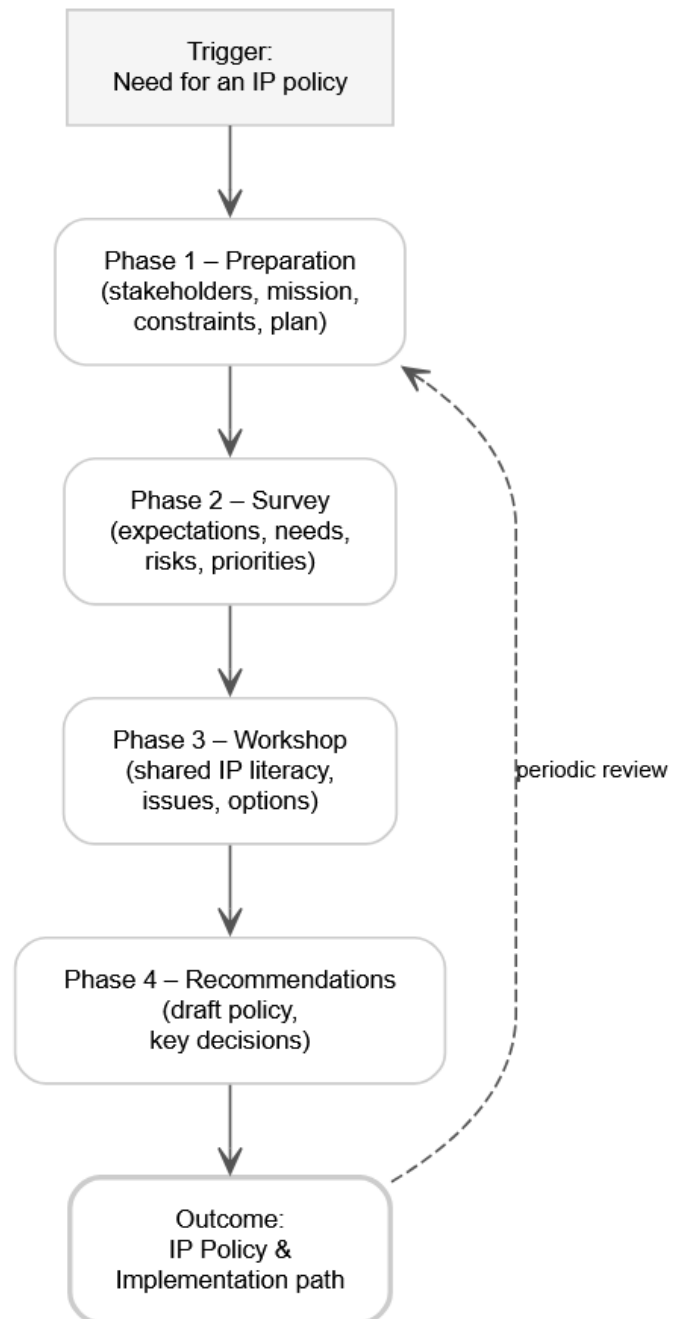 Trigger:
Need for an IP policy
Phase 1 – Preparation
(stakeholders, mission,
constraints, plan)
Phase 2 – Survey
(expectations, needs,
risks, priorities)
Phase 3 – Workshop
(shared IP literacy,
issues, options)
periodic review
Phase 4 – Recommendations
(draft policy,
key decisions)
Outcome:
IP Policy &
Implementation path